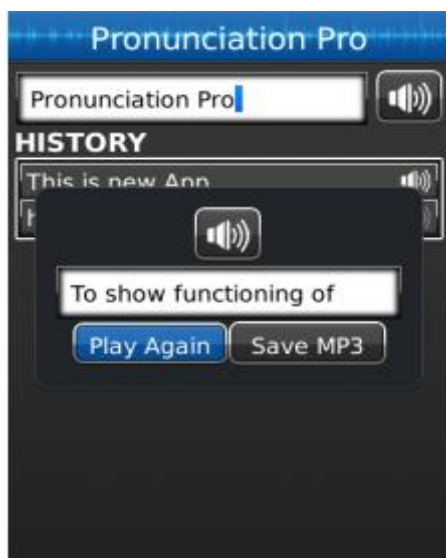 Pronunciation Pro
Pronunciation Pro
HISTORY
This is new App
To show functioning of
Play Again Save MP3